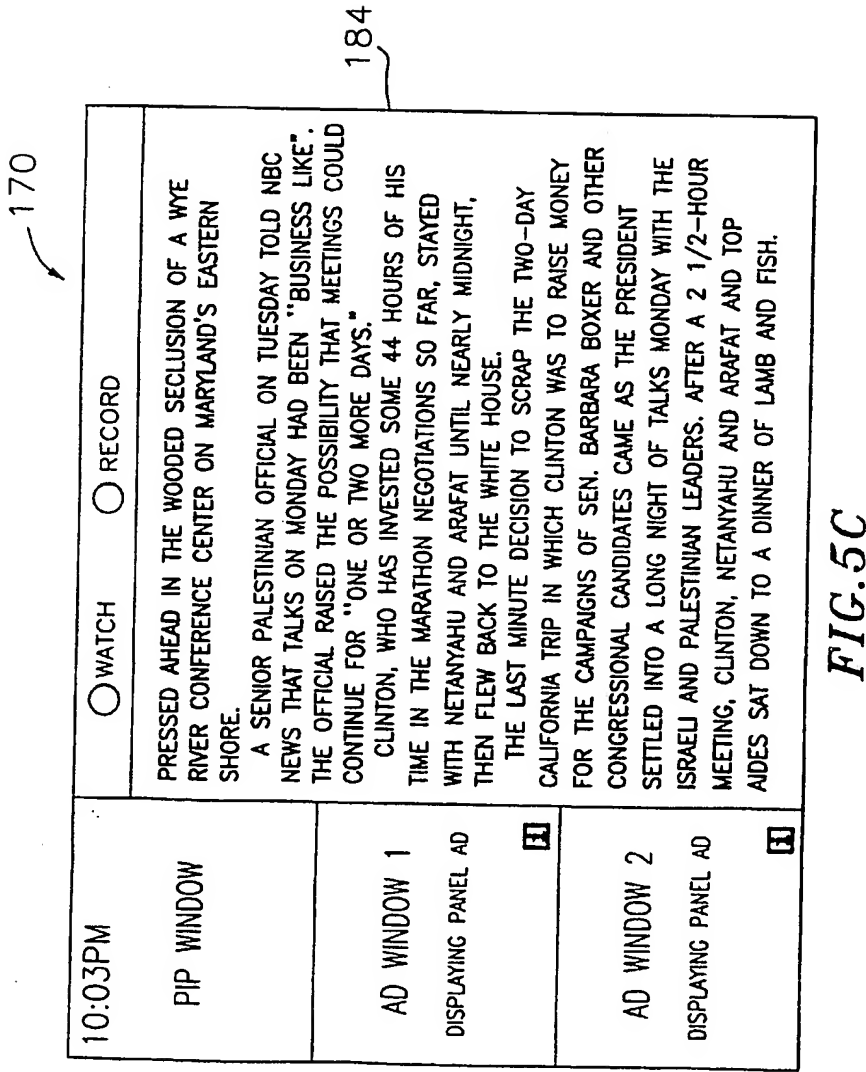 170
184
10:03PM
PIP WINDOW
AD WINDOW 1
DISPLAYING PANEL AD
i
AD WINDOW 2
DISPLAYING PANEL AD
i
WATCH
RECORD
PRESSED AHEAD IN THE WOODED SECLUSION OF A WYE
RIVER CONFERENCE CENTER ON MARYLAND'S EASTERN
SHORE.
A SENIOR PALESTINIAN OFFICIAL ON TUESDAY TOLD NBC
NEWS THAT TALKS ON MONDAY HAD BEEN "BUSINESS LIKE".
THE OFFICIAL RAISED THE POSSIBILITY THAT MEETINGS COULD
CONTINUE FOR "ONE OR TWO MORE DAYS."
CLINTON, WHO HAS INVESTED SOME 44 HOURS OF HIS
TIME IN THE MARATHON NEGOTIATIONS SO FAR, STAYED
WITH NETANYAHU AND ARAFAT UNTIL NEARLY MIDNIGHT,
THEN FLEW BACK TO THE WHITE HOUSE.
THE LAST MINUTE DECISION TO SCRAP THE TWO-DAY
CALIFORNIA TRIP IN WHICH CLINTON WAS TO RAISE MONEY
FOR THE CAMPAIGNS OF SEN. BARBARA BOXER AND OTHER
CONGRESSIONAL CANDIDATES CAME AS THE PRESIDENT
SETTLED INTO A LONG NIGHT OF TALKS MONDAY WITH THE
ISRAELI AND PALESTINIAN LEADERS. AFTER A 2 1/2-HOUR
MEETING, CLINTON, NETANYAHU AND ARAFAT AND TOP
AIDES SAT DOWN TO A DINNER OF LAMB AND FISH.
FIG.5C